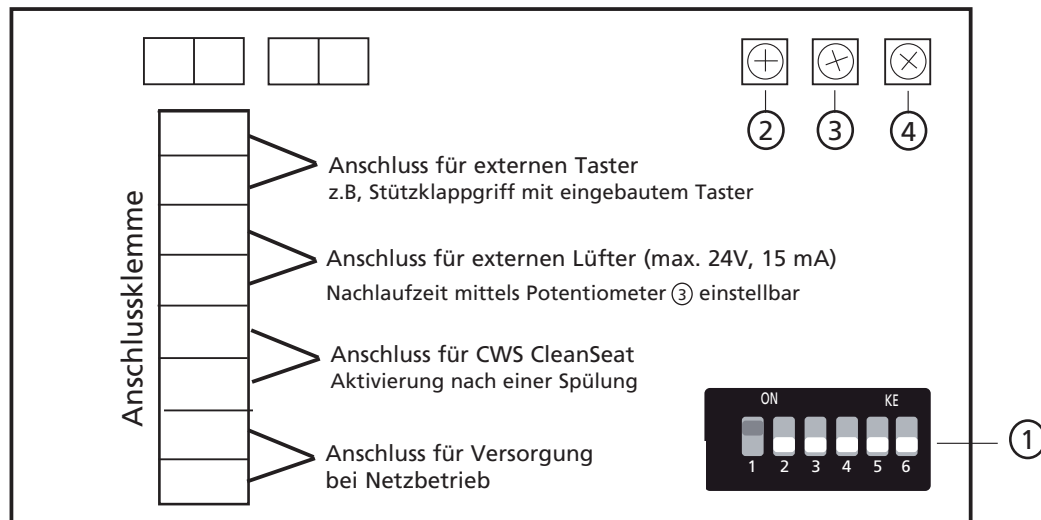 ② ③ ④
Anschlussklemme
Anschluss für externen Taster
z.B, Stützklappgriff mit eingebautem Taster
Anschluss für externen Lüfter (max. 24V, 15 mA)
Nachlaufzeit mittels Potentiometer ③ einstellbar
Anschluss für CWS CleanSeat
Aktivierung nach einer Spülung
Anschluss für Versorgung
bei Netzbetrieb
ON KE
1 2 3 4 5 6
①